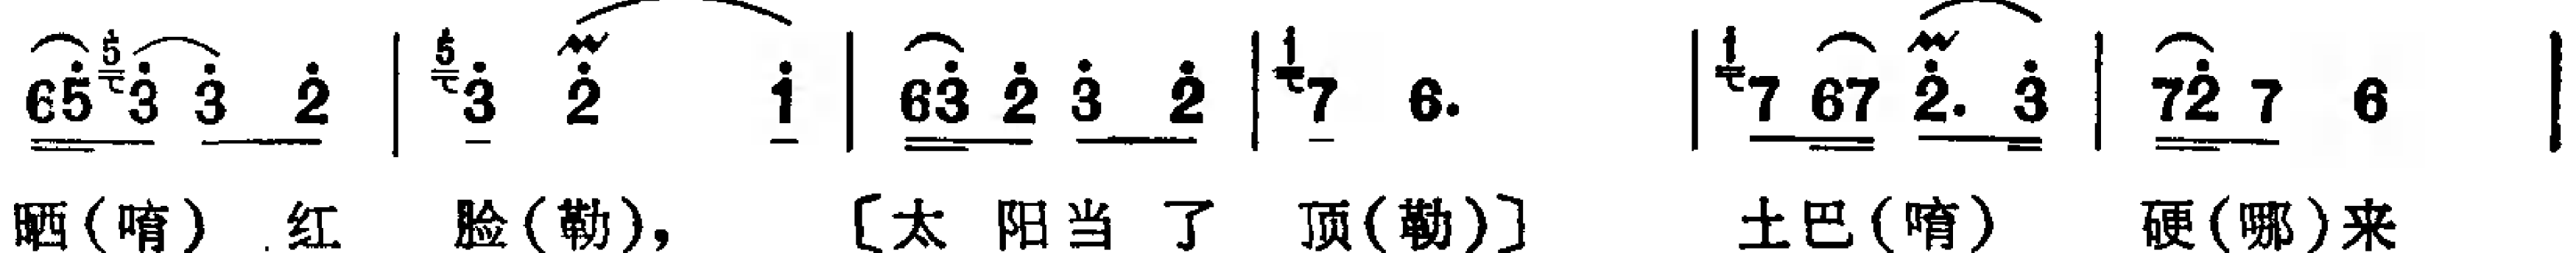 65 5 3 3 2 | 5 3 2 1 | 63 2 3 2 | 1 7 6. | 1 7 67 2. 3 | 72 7 6 |
晒(唷) 红 脸(勒), 〔太 阳当 了 顶(勒)〕 土巴(唷) 硬(哪)来